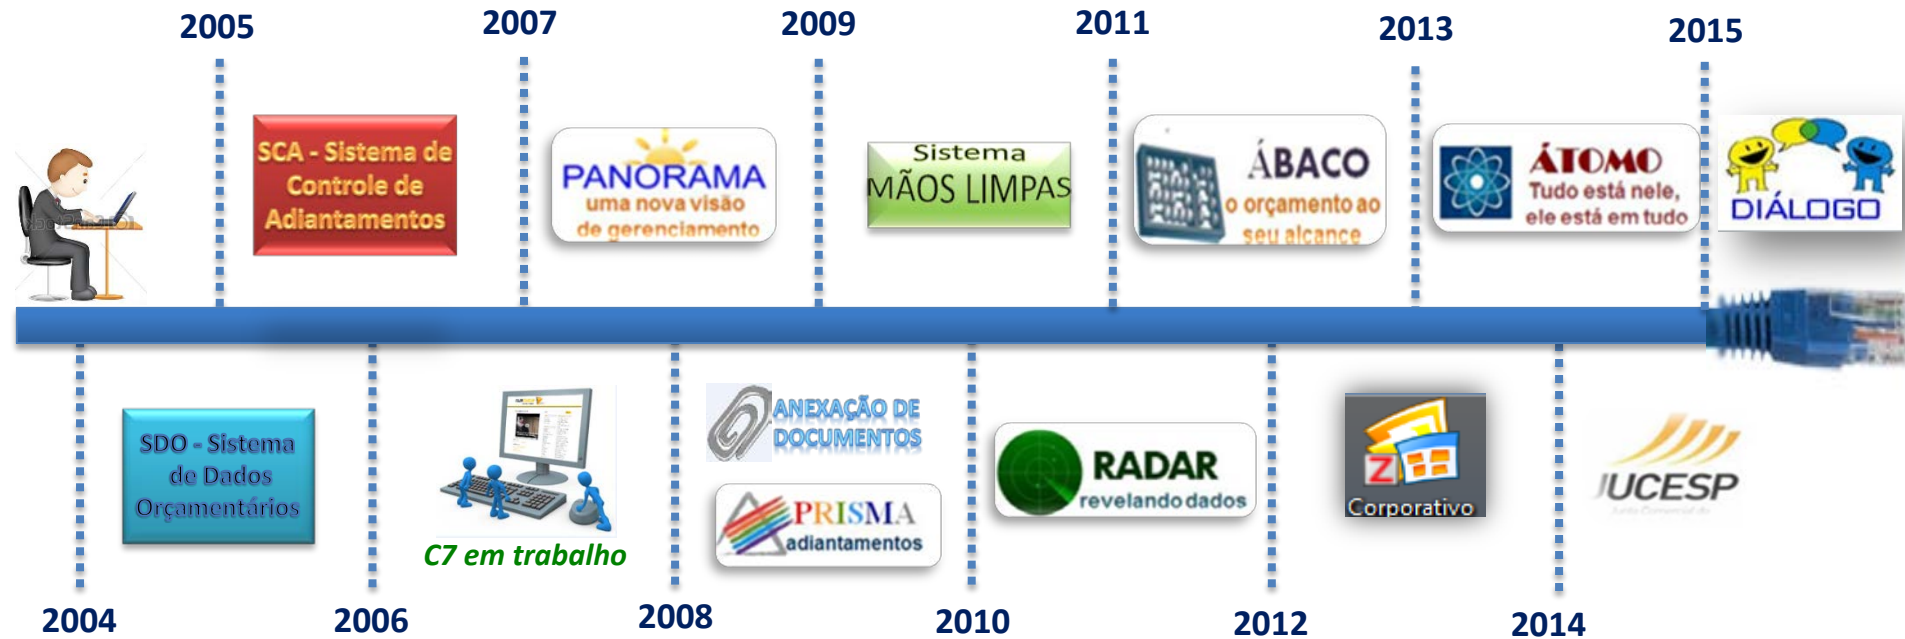 2005
2007
2009
2011
2013
2015
SCA - Sistema de
Controle de
Adiantamentos
PANORAMA
uma nova visão
de gerenciamento
Sistema
MÃOS LIMPAS
ÁBACO
o orçamento ao
seu alcance
ÁTOMO
Tudo está nele,
ele está em tudo
DIÁLOGO
SDO - Sistema
de Dados
Orçamentários
C7 em trabalho
ANEXAÇÃO DE
DOCUMENTOS
PRISMA
adiantamentos
RADAR
revelando dados
Z
Corporativo
JUCESP
2004
2006
2008
2010
2012
2014